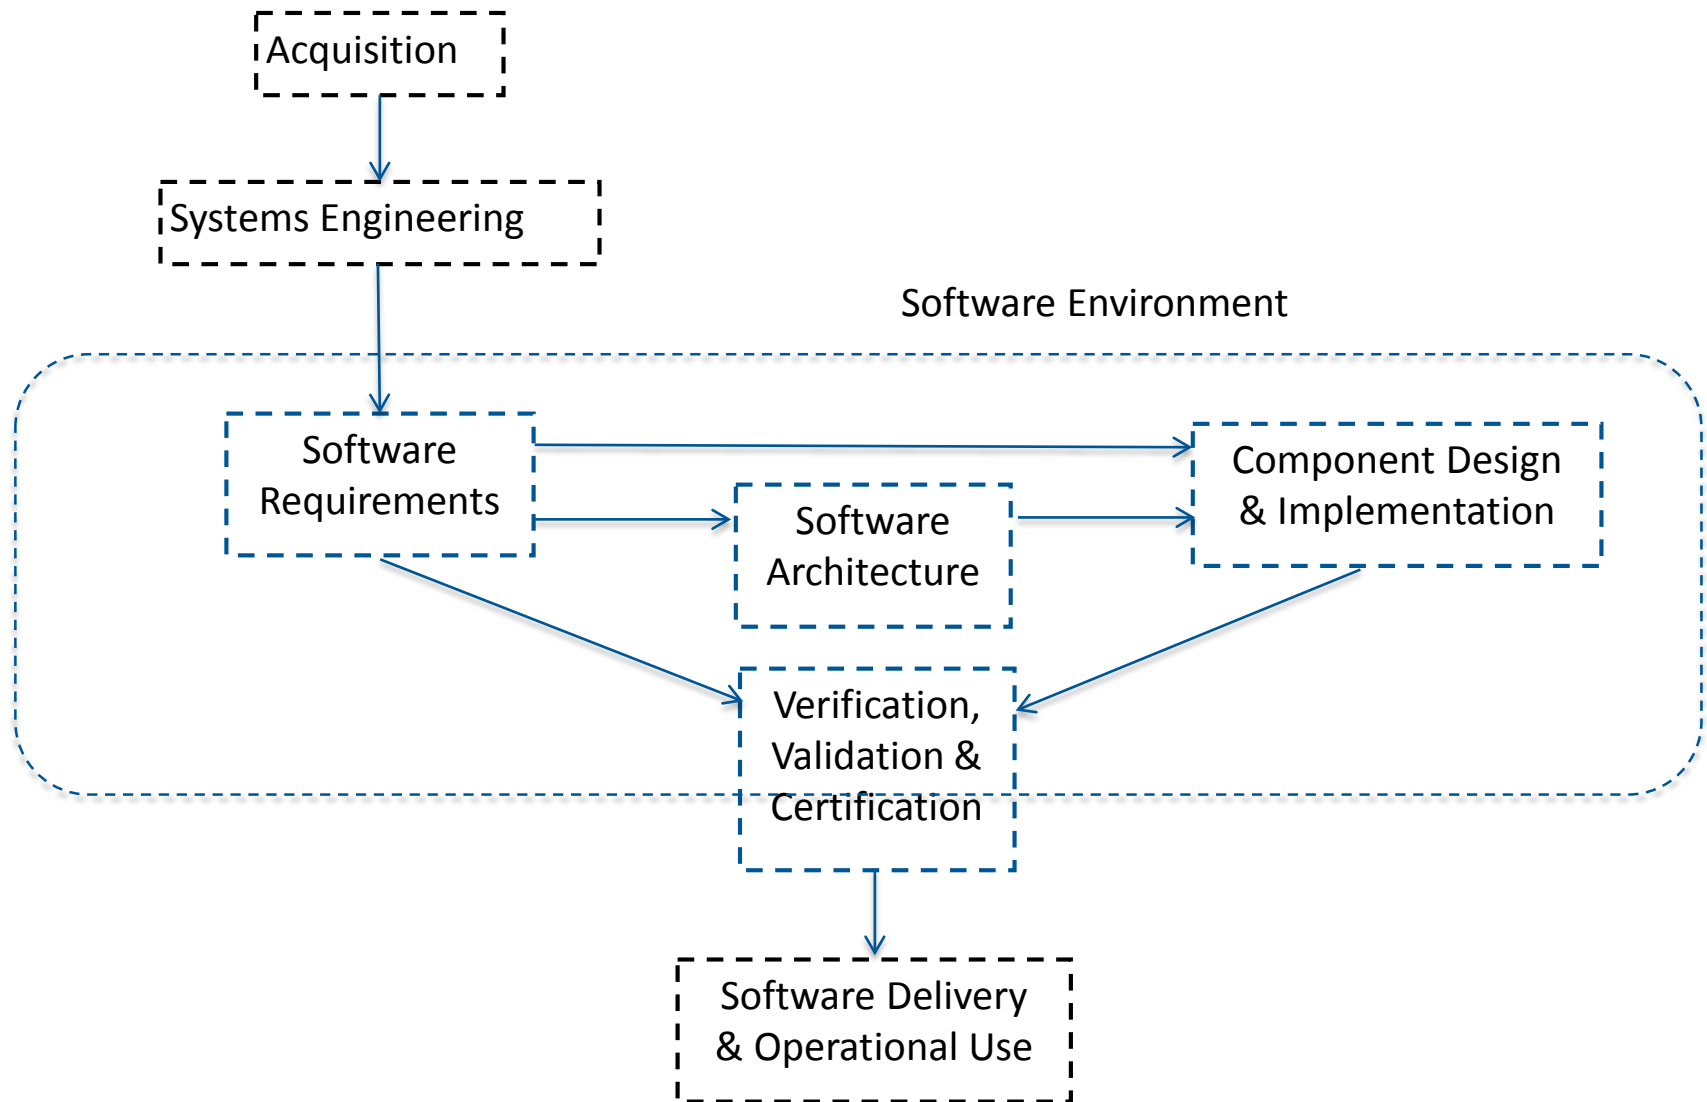 Acquisition
Systems Engineering
Software Environment
Software
Requirements
Component Design
& Implementation
Software
Architecture
Verification,
Validation &
Certification
Software Delivery
& Operational Use